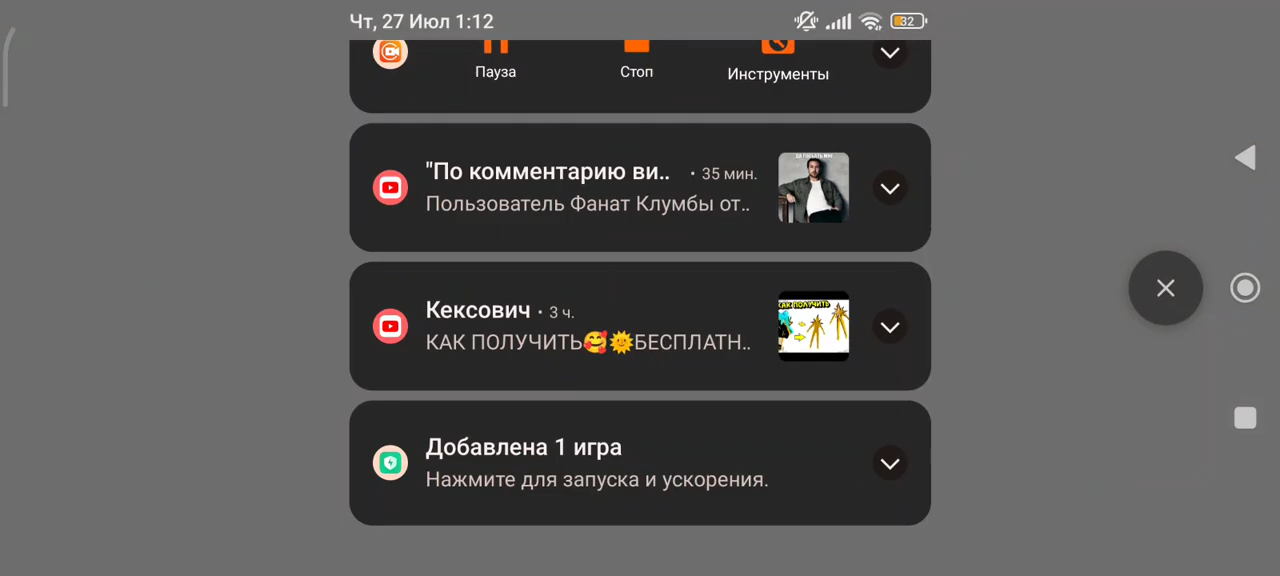 Чт, 27 Июл 1:12
32
Пауза
Стоп
Инструменты
"По комментарию ви.. · 35 мин.
Пользователь Фанат Клумбы от..
Кексович · 3 ч.
КАК ПОЛУЧИТЬ🥰🌞БЕСПЛАТН..
КАК ПОЛУЧИТЬ
Добавлена 1 игра
Нажмите для запуска и ускорения.